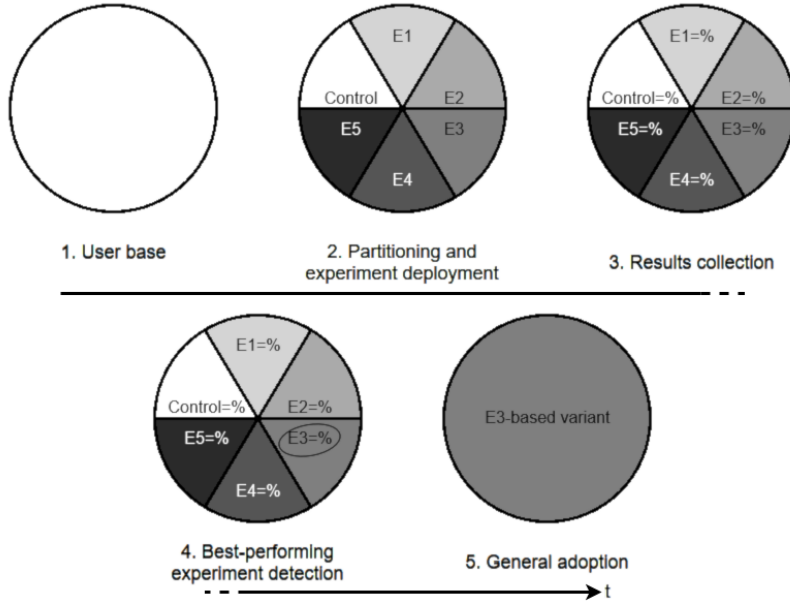 E1
Control
E2
E5
E3
E4
E1=%
Control=%
E2=%
E5=%
E3=%
E4=%
1. User base
2. Partitioning and
experiment deployment
3. Results collection
E1=%
Control=%
E2=%
E5=%
E3=%
E4=%
E3-based variant
4. Best-performing
experiment detection
5. General adoption
t